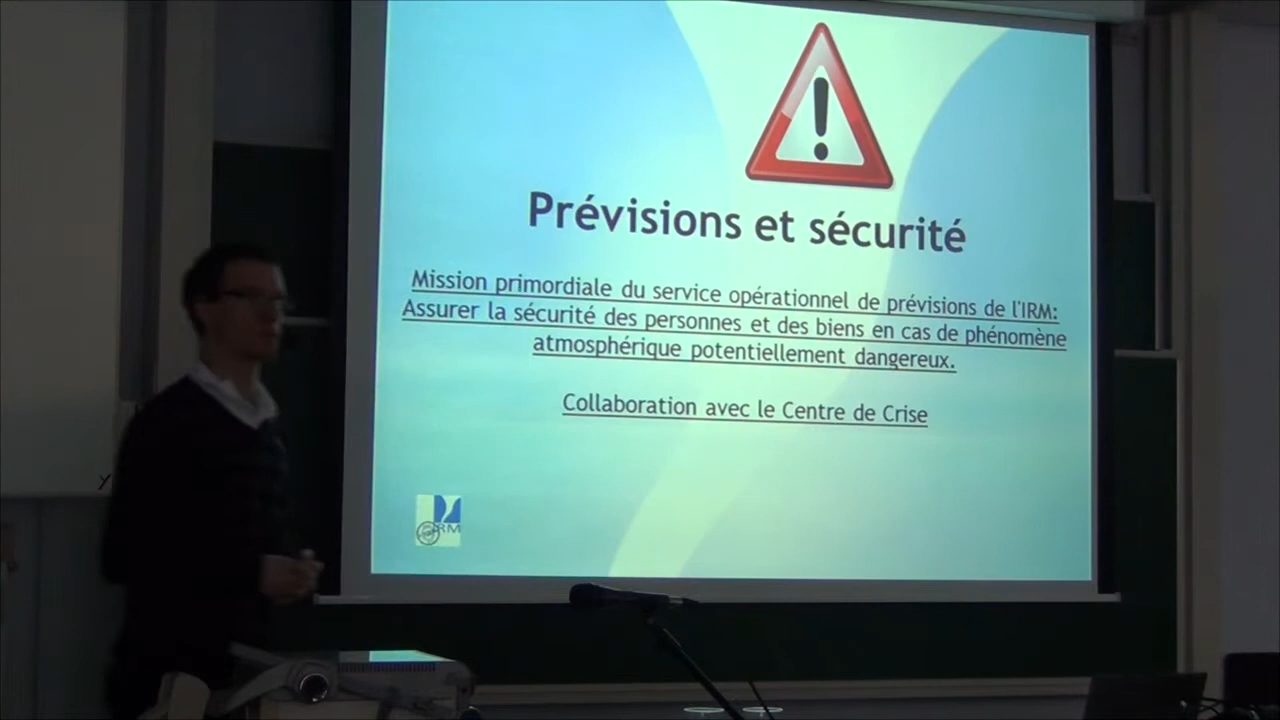 Prévisions et sécurité
Mission primordiale du service opérationnel de prévisions de l'IRM:
Assurer la sécurité des personnes et des biens en cas de phénomène
atmosphérique potentiellement dangereux.
Collaboration avec le Centre de Crise
RM